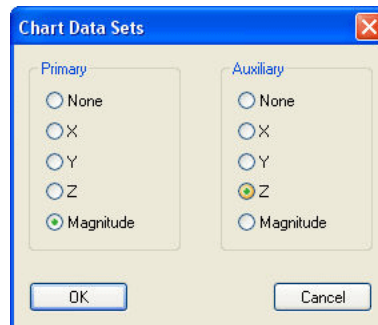 Chart Data Sets
Primary
None
X
Y
Z
Magnitude
Auxiliary
None
X
Y
Z
Magnitude
OK
Cancel